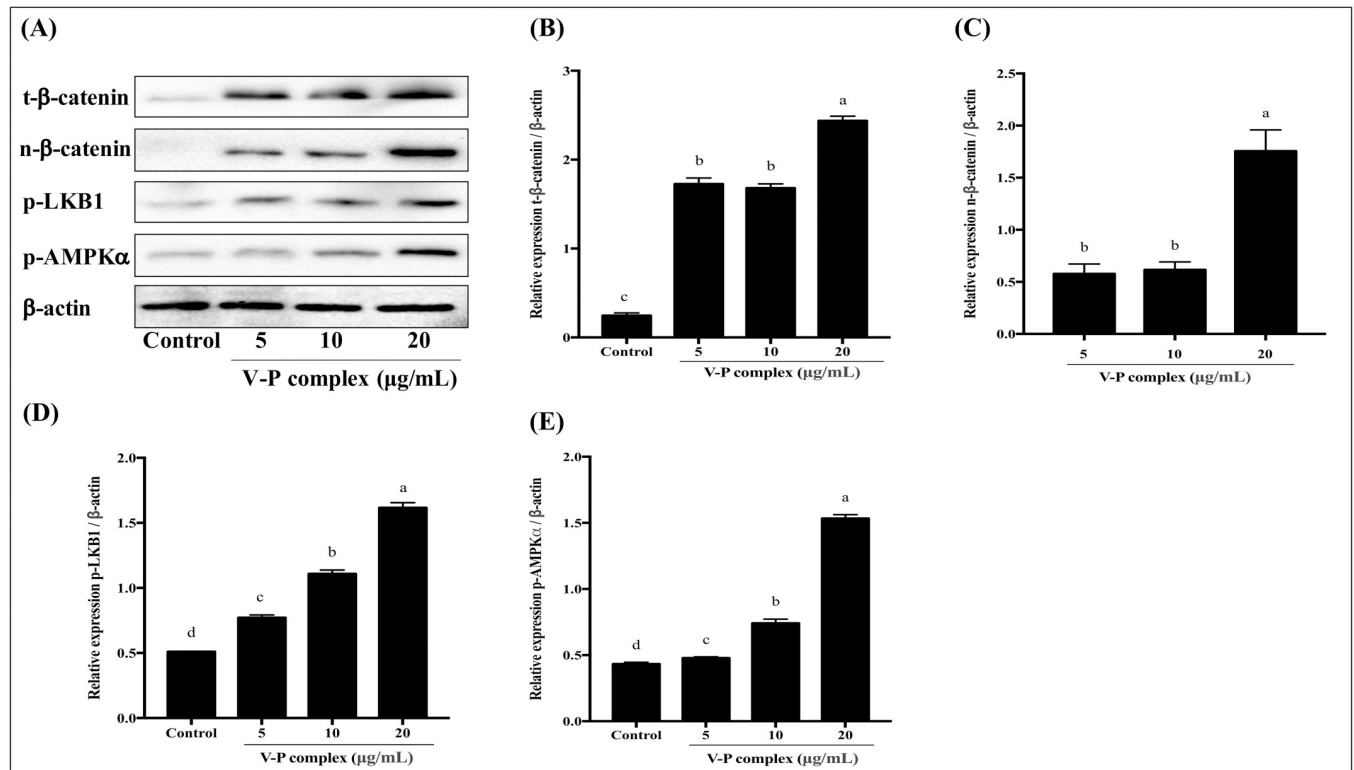 (A)
t-β-catenin
n-β-catenin
p-LKB1
p-AMPKα
β-actin
Control 5 10 20
V-P complex (μg/mL)
(B)
Relative expression t-β-catenin / β-actin
3
2
1
0
c
b
b
a
Control 5 10 20
V-P complex (μg/mL)
(C)
Relative expression n-β-catenin / β-actin
2.5
2.0
1.5
1.0
0.5
0.0
b
b
a
5 10 20
V-P complex (μg/mL)
(D)
Relative expression p-LKB1 / β-actin
2.0
1.5
1.0
0.5
0.0
d
c
b
a
Control 5 10 20
V-P complex (μg/mL)
(E)
Relative expression p-AMPKα / β-actin
2.0
1.5
1.0
0.5
0.0
d
c
b
a
Control 5 10 20
V-P complex (μg/mL)